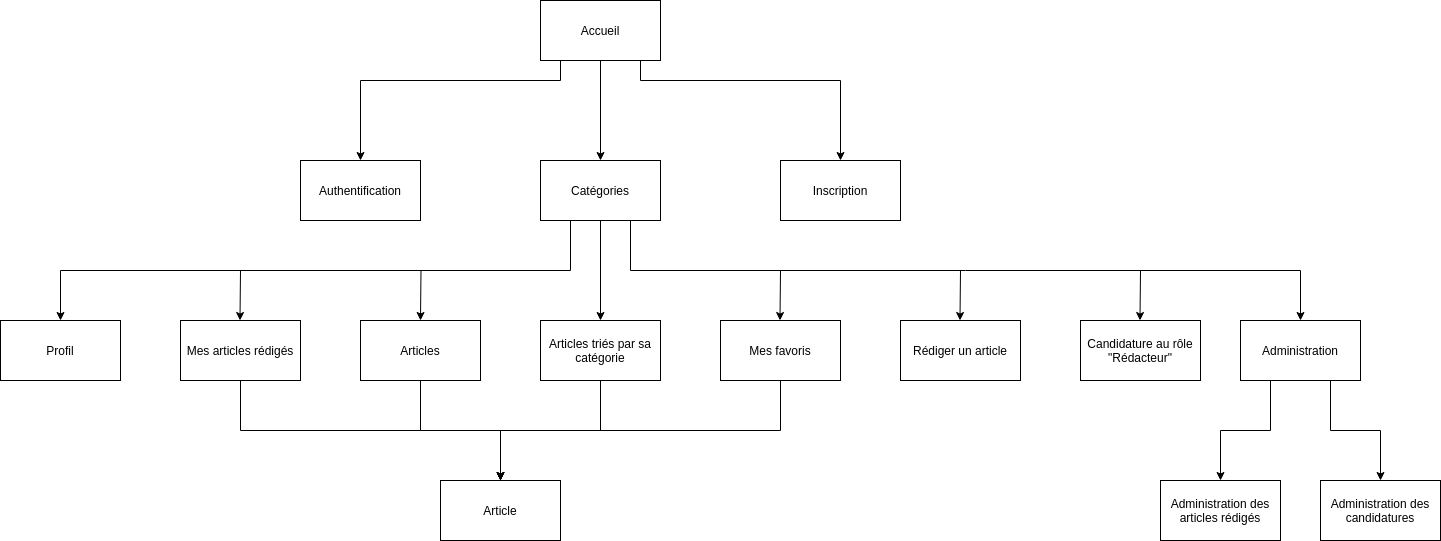 Accueil
Authentification
Catégories
Inscription
Profil
Mes articles rédigés
Articles
Articles triés par sa
catégorie
Mes favoris
Rédiger un article
Candidature au rôle
"Rédacteur"
Administration
Article
Administration des
articles rédigés
Administration des
candidatures